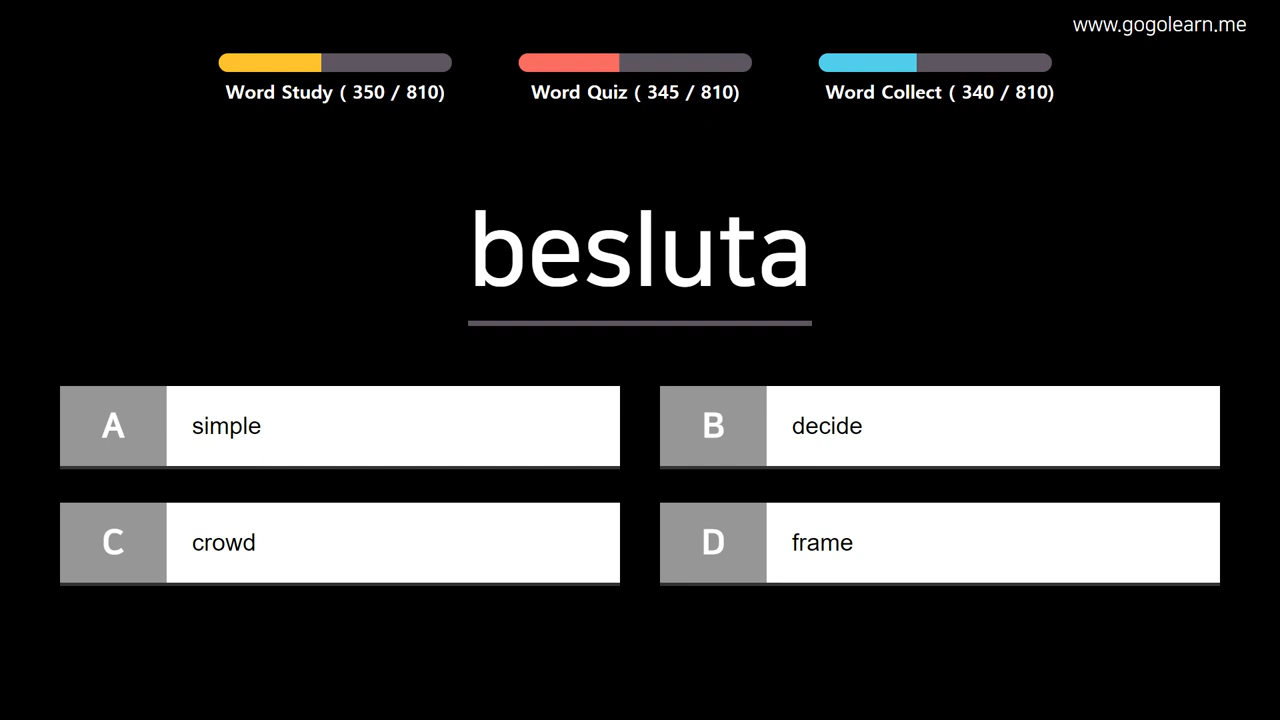 www.gogolearn.me
Word Study ( 350 / 810)
Word Quiz ( 345 / 810)
Word Collect ( 340 / 810)
besluta
A simple
B decide
C crowd
D frame